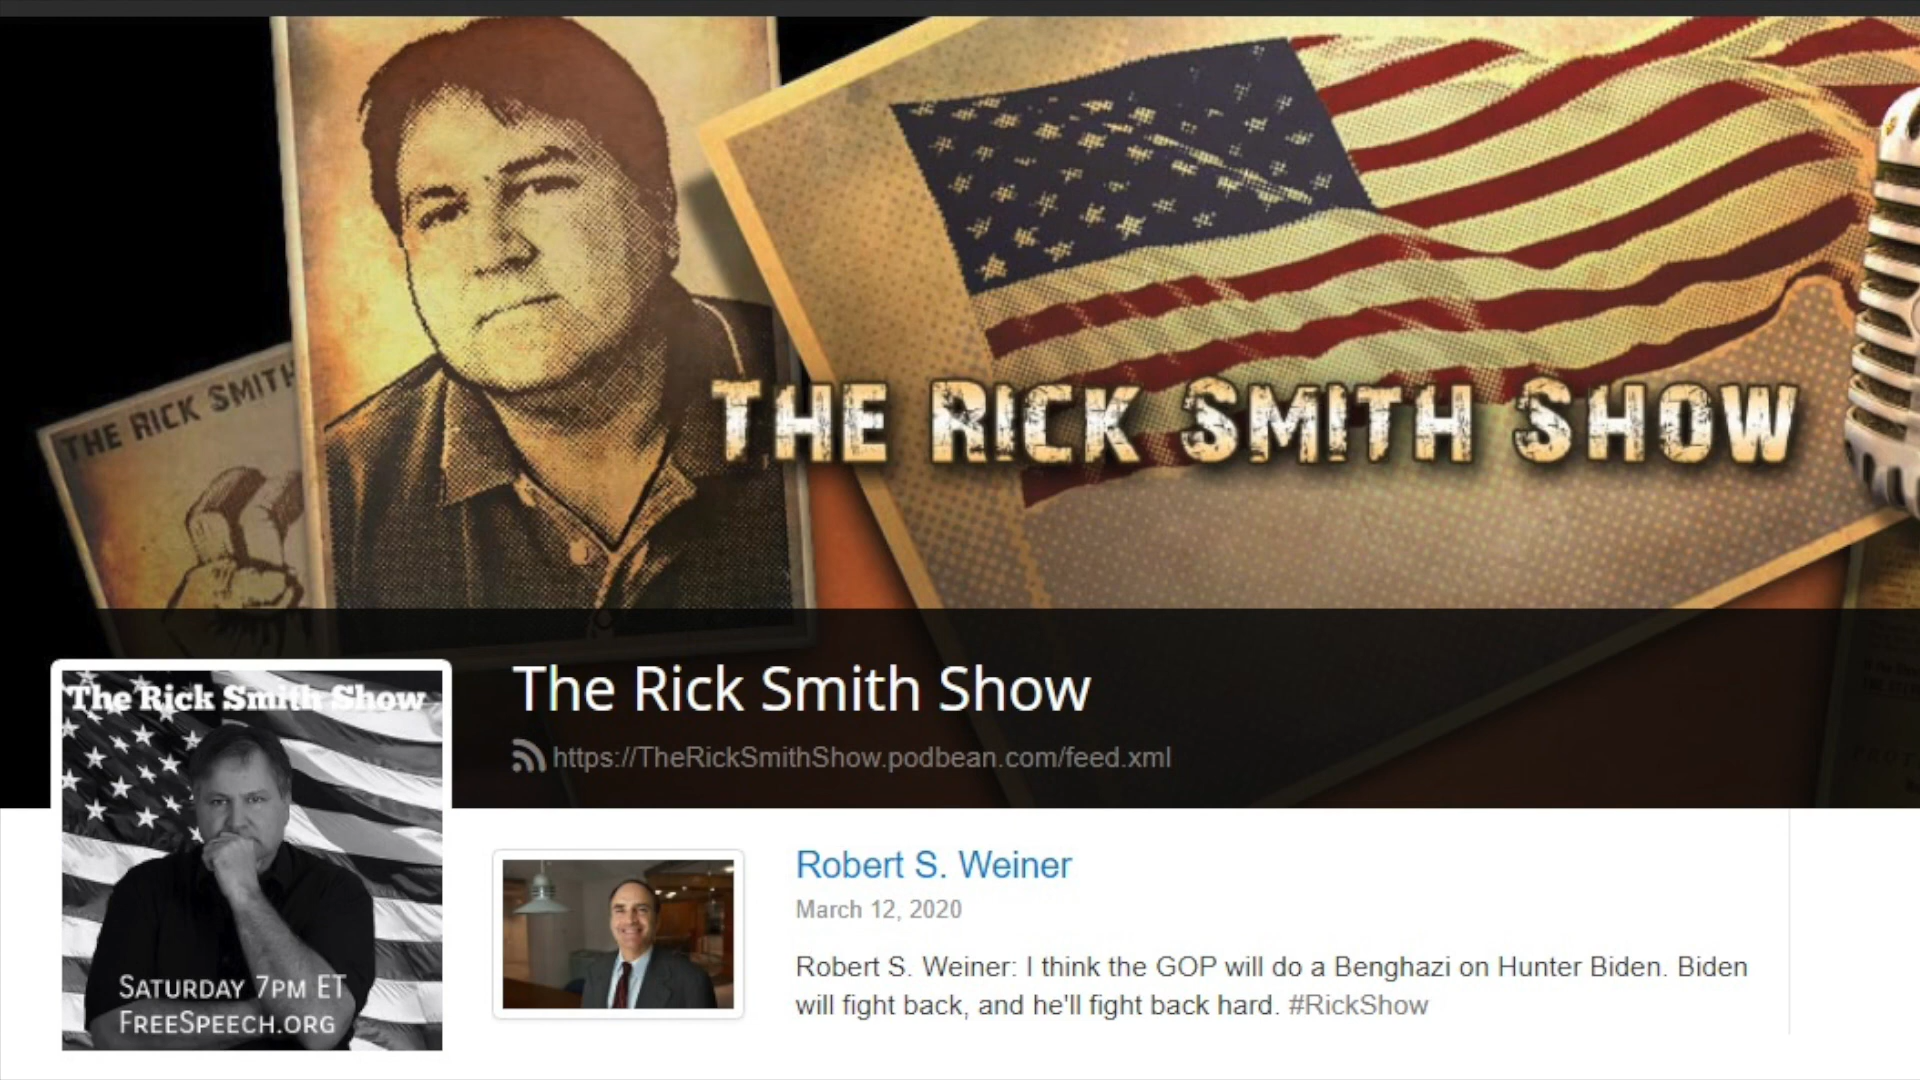 THE RICK SMITH
THE RICK SMITH SHOW
The Rick Smith Show
SATURDAY 7PM ET
FREESPEECH.ORG
The Rick Smith Show
https://TheRickSmithShow.podbean.com/feed.xml
Robert S. Weiner
March 12, 2020
Robert S. Weiner: I think the GOP will do a Benghazi on Hunter Biden. Biden
will fight back, and he'll fight back hard. #RickShow